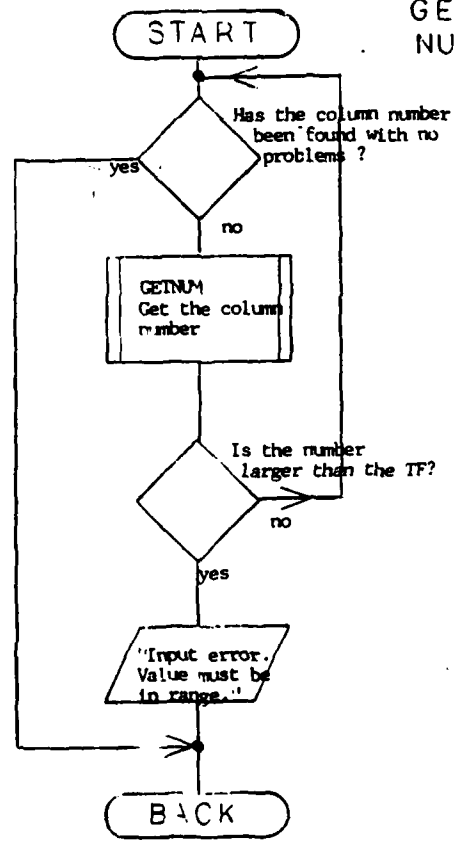 START
GE
NU
Has the column number
been found with no
problems ?
yes
no
GETNUM
Get the column
number
Is the number
larger than the TF?
no
yes
"Input error.
Value must be
in range."
BACK